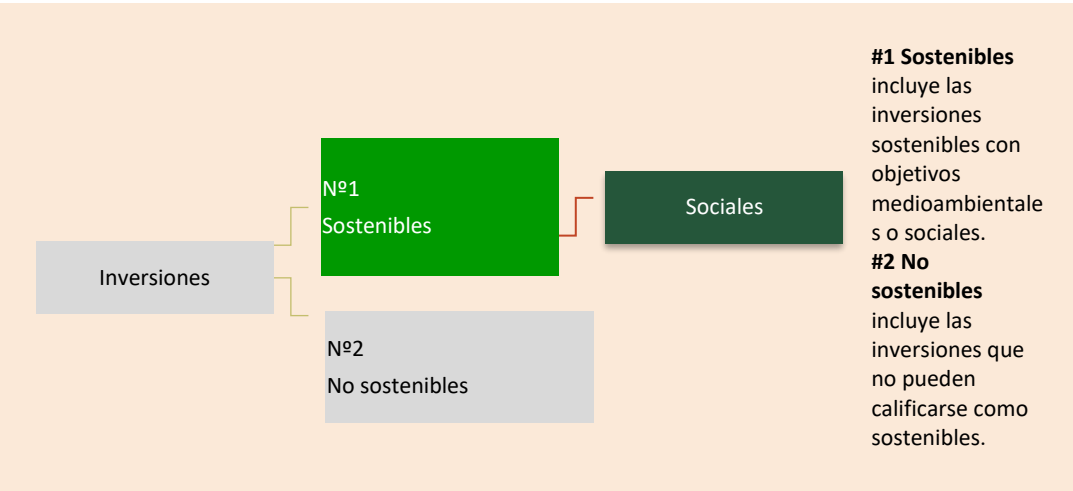 Inversiones
Nº1
Sostenibles
Sociales
Nº2
No sostenibles
#1 Sostenibles
incluye las
inversiones
sostenibles con
objetivos
medioambientale
s o sociales.
#2 No
sostenibles
incluye las
inversiones que
no pueden
calificarse como
sostenibles.